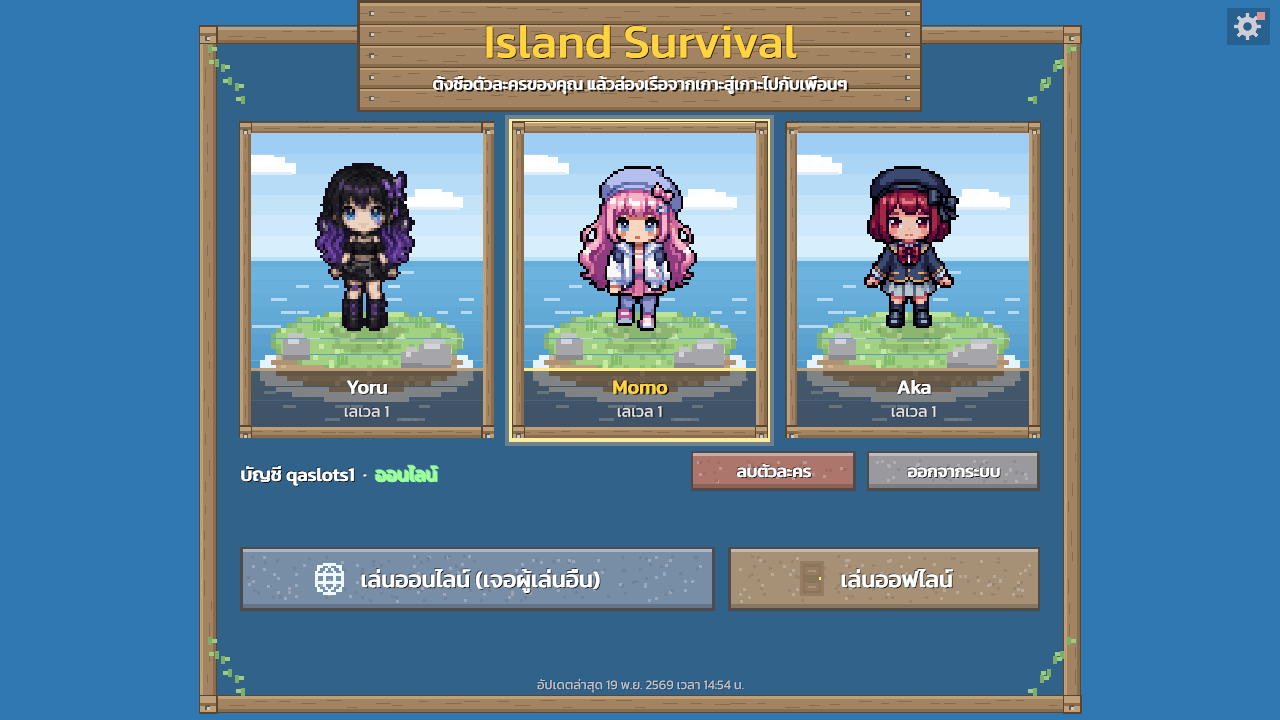 Island Survival
ตั้งชื่อตัวละครของคุณ แล้วล่องเรือจากเกาะสู่เกาะไปกับเพื่อนๆ
Yoru
เลเวล 1
Momo
เลเวล 1
Aka
เลเวล 1
บัญชี qaslots1 · ออนไลน์
ลบตัวละคร
ออกจากระบบ
เล่นออนไลน์ (เจอผู้เล่นอื่น)
เล่นออฟไลน์
อัปเดตล่าสุด 19 พ.ย. 2569 เวลา 14:54 น.